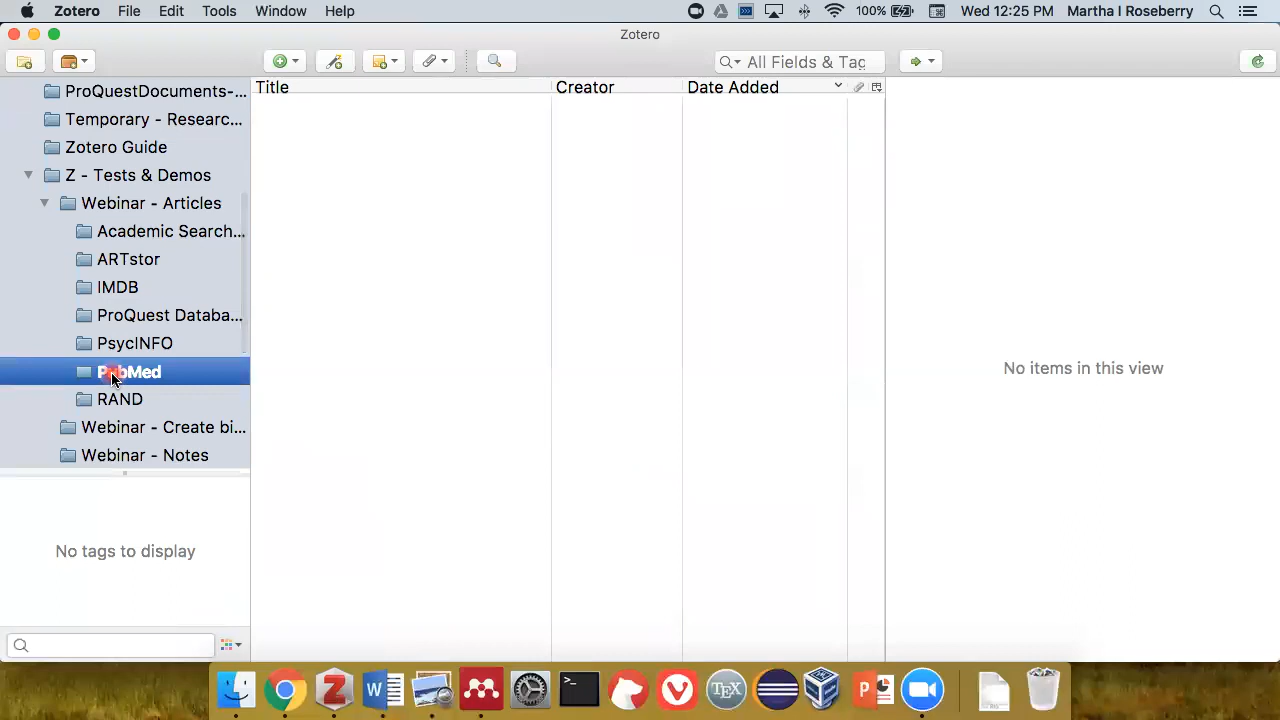 Zotero File Edit Tools Window Help 100% Wed 12:25 PM Martha I Roseberry
Zotero
All Fields & Tag
Title Creator Date Added
ProQuestDocuments-...
Temporary - Researc...
Zotero Guide
Z - Tests & Demos
Webinar - Articles
Academic Search...
ARTstor
IMDB
ProQuest Databa...
PsycINFO
PubMed
RAND
Webinar - Create bi...
Webinar - Notes
No items in this view
No tags to display